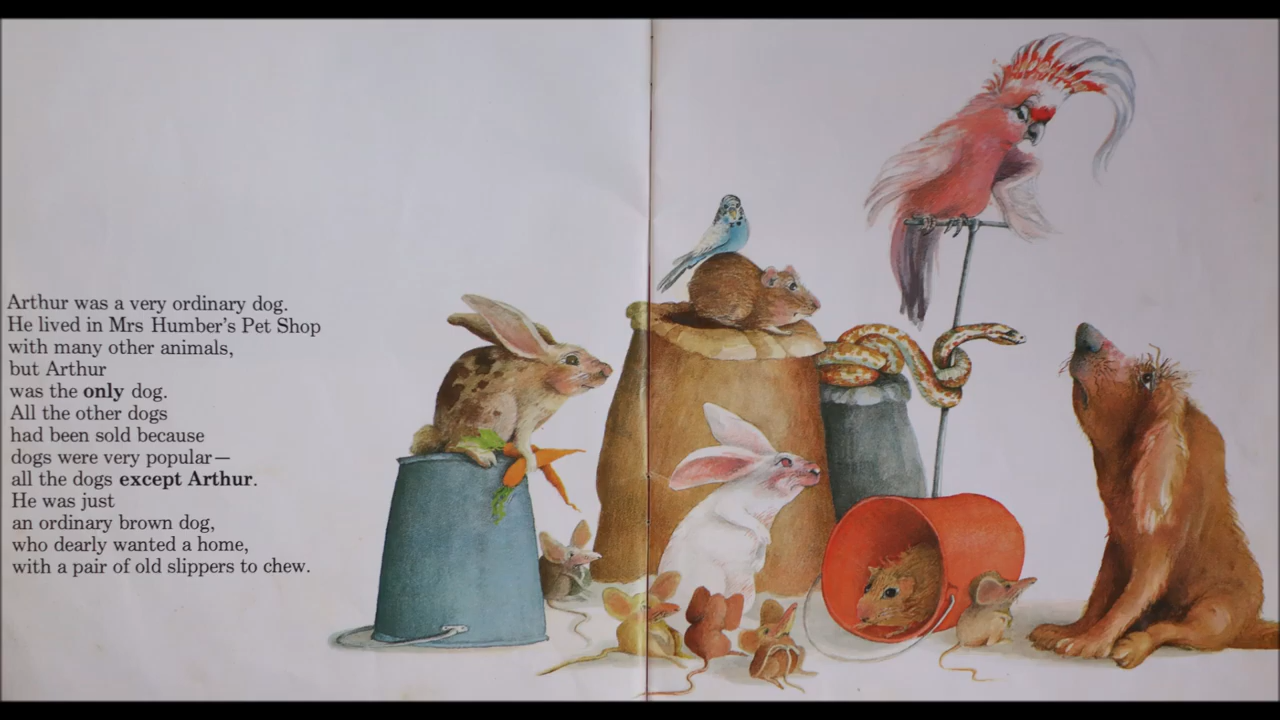 Arthur was a very ordinary dog.
He lived in Mrs Humber's Pet Shop
with many other animals,
but Arthur
was the only dog.
All the other dogs
had been sold because
dogs were very popular—
all the dogs except Arthur.
He was just
an ordinary brown dog,
who dearly wanted a home,
with a pair of old slippers to chew.